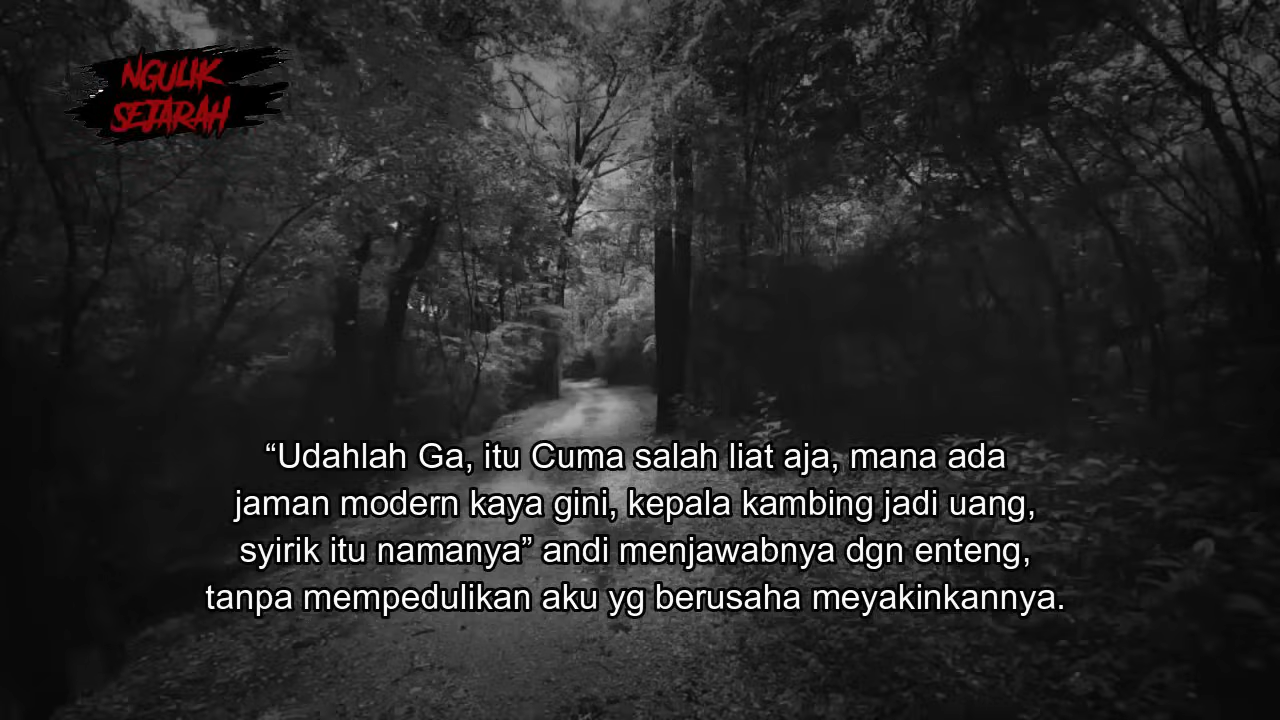 NGULIK
SEJARAH
“Udahlah Ga, itu Cuma salah liat aja, mana ada
jaman modern kaya gini, kepala kambing jadi uang,
syirik itu namanya” andi menjawabnya dgn enteng,
tanpa mempedulikan aku yg berusaha meyakinkannya.